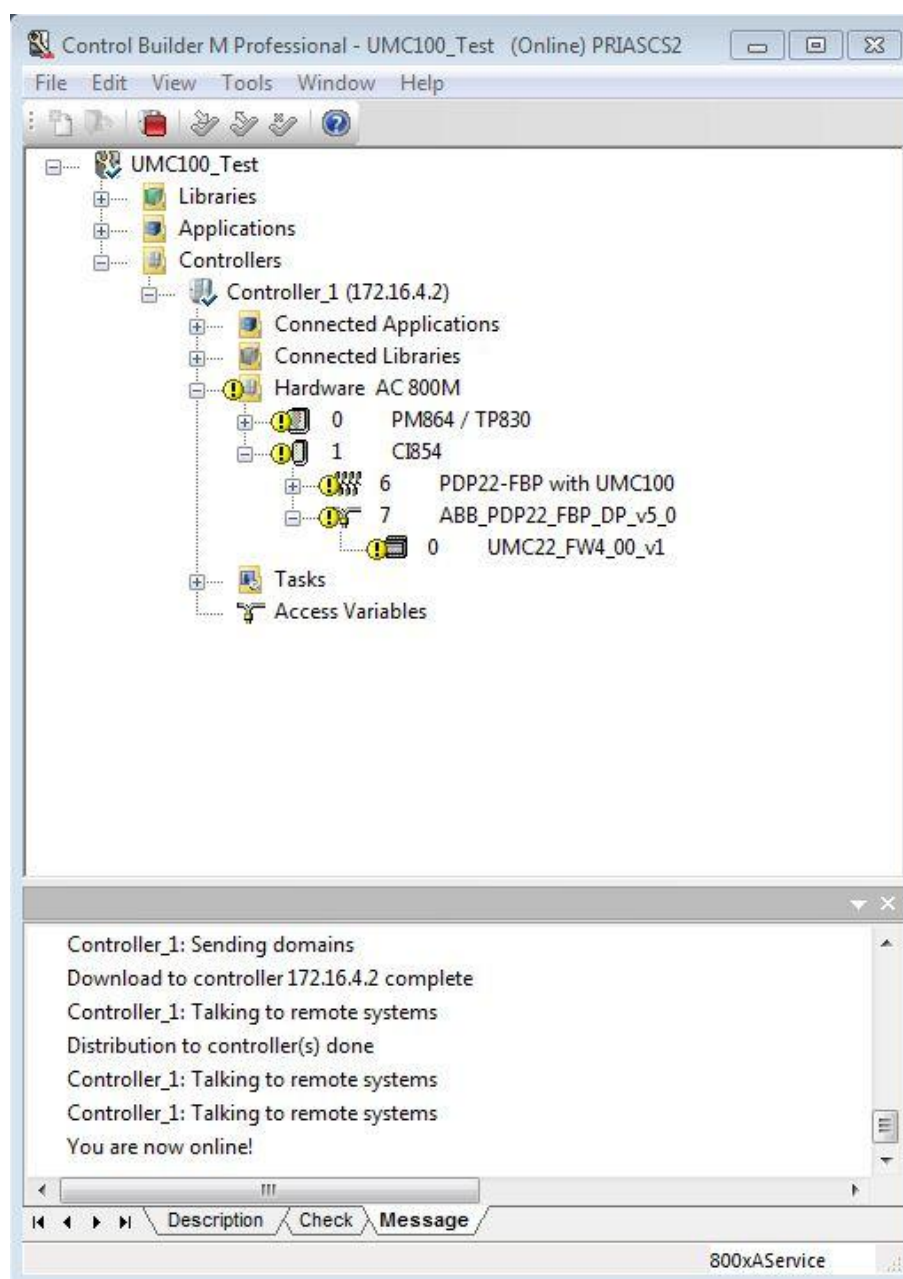 Control Builder M Professional - UMC100_Test (Online) PRIASCS2
File Edit View Tools Window Help
UMC100_Test
Libraries
Applications
Controllers
Controller_1 (172.16.4.2)
Connected Applications
Connected Libraries
Hardware AC 800M
0 PM864 / TP830
1 CI854
6 PDP22-FBP with UMC100
7 ABB_PDP22_FBP_DP_v5_0
0 UMC22_FW4_00_v1
Tasks
Access Variables
Controller_1: Sending domains
Download to controller 172.16.4.2 complete
Controller_1: Talking to remote systems
Distribution to controller(s) done
Controller_1: Talking to remote systems
Controller_1: Talking to remote systems
You are now online!
Description Check Message
800xAService